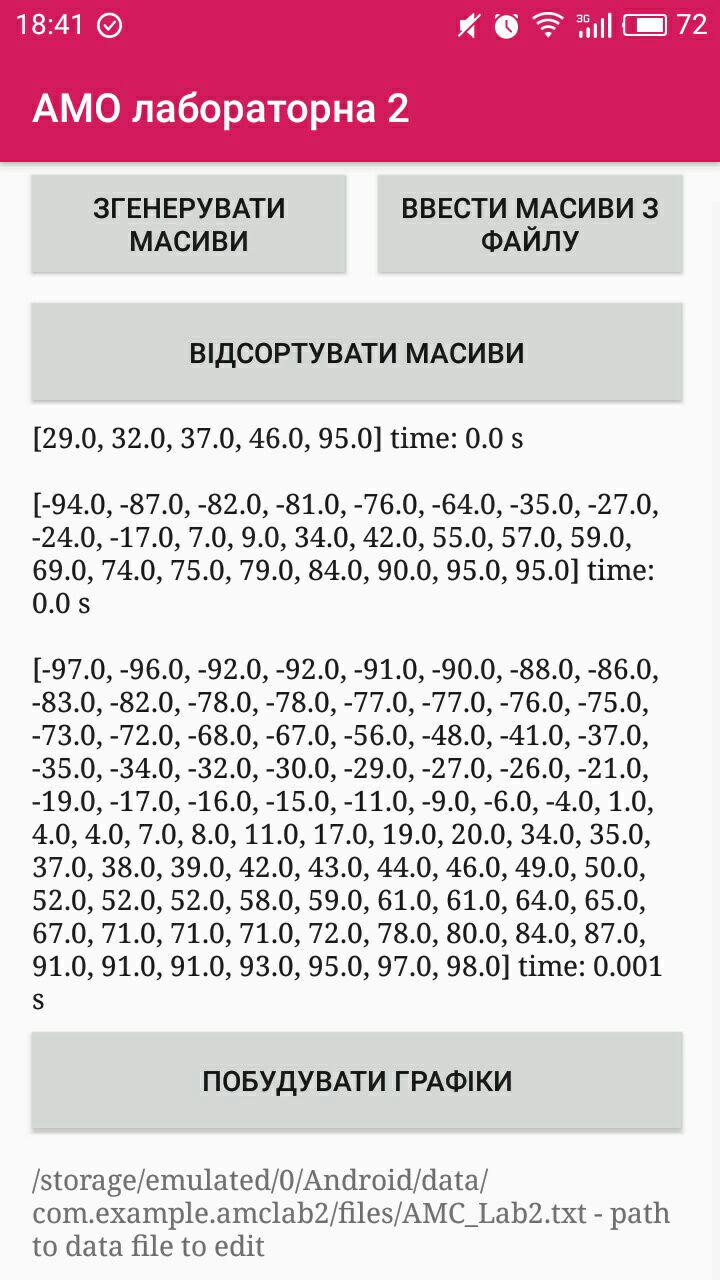 18:41
3G
72
АМО лабораторна 2
ЗГЕНЕРУВАТИ
МАСИВИ
ВВЕСТИ МАСИВИ З
ФАЙЛУ
ВІДСОРТУВАТИ МАСИВИ
[29.0, 32.0, 37.0, 46.0, 95.0] time: 0.0 s
[-94.0, -87.0, -82.0, -81.0, -76.0, -64.0, -35.0, -27.0,
-24.0, -17.0, 7.0, 9.0, 34.0, 42.0, 55.0, 57.0, 59.0,
69.0, 74.0, 75.0, 79.0, 84.0, 90.0, 95.0, 95.0] time:
0.0 s
[-97.0, -96.0, -92.0, -92.0, -91.0, -90.0, -88.0, -86.0,
-83.0, -82.0, -78.0, -78.0, -77.0, -77.0, -76.0, -75.0,
-73.0, -72.0, -68.0, -67.0, -56.0, -48.0, -41.0, -37.0,
-35.0, -34.0, -32.0, -30.0, -29.0, -27.0, -26.0, -21.0,
-19.0, -17.0, -16.0, -15.0, -11.0, -9.0, -6.0, -4.0, 1.0,
4.0, 4.0, 7.0, 8.0, 11.0, 17.0, 19.0, 20.0, 34.0, 35.0,
37.0, 38.0, 39.0, 42.0, 43.0, 44.0, 46.0, 49.0, 50.0,
52.0, 52.0, 52.0, 58.0, 59.0, 61.0, 61.0, 64.0, 65.0,
67.0, 71.0, 71.0, 71.0, 72.0, 78.0, 80.0, 84.0, 87.0,
91.0, 91.0, 91.0, 93.0, 95.0, 97.0, 98.0] time: 0.001
s
ПОБУДУВАТИ ГРАФІКИ
/storage/emulated/0/Android/data/
com.example.amclab2/files/AMC_Lab2.txt - path
to data file to edit